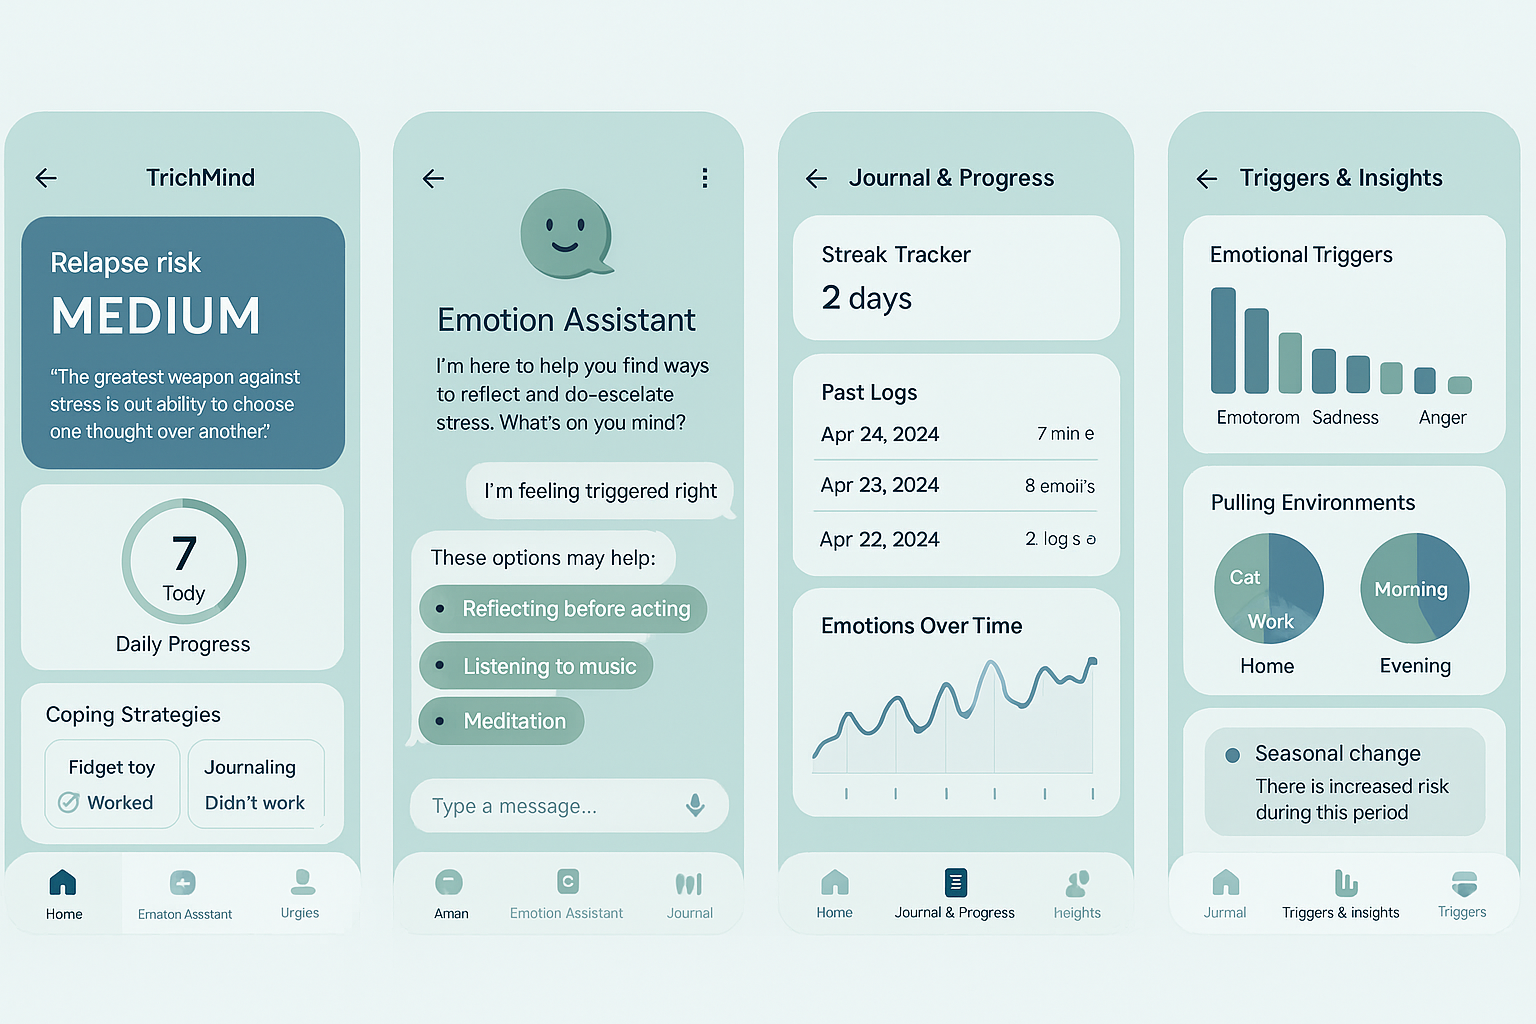 TrichMind
Relapse risk
MEDIUM
“The greatest weapon against
stress is out ability to choose
one thought over another.”
7
Tody
Daily Progress
Coping Strategies
Fidget toy
Worked
Journaling
Didn’t work
Home
Ernaton Assstant
Urgies
Emotion Assistant
I’m here to help you find ways
to reflect and do-escelate
stress. What’s on you mind?
I’m feeling triggered right
These options may help:
Reflecting before acting
Listening to music
Meditation
Type a message...
Aman
Emotion Assistant
Journal
Journal & Progress
Streak Tracker
2 days
Past Logs
Apr 24, 2024
7 min e
Apr 23, 2024
8 emoii’s
Apr 22, 2024
2. log s
Emotions Over Time
Home
Journal & Progress
heights
Triggers & Insights
Emotional Triggers
Emotorom
Sadness
Anger
Pulling Environments
Cat
Work
Home
Morning
Evening
Seasonal change
There is increased risk
during this period
Jurmal
Triggers & insights
Triggers